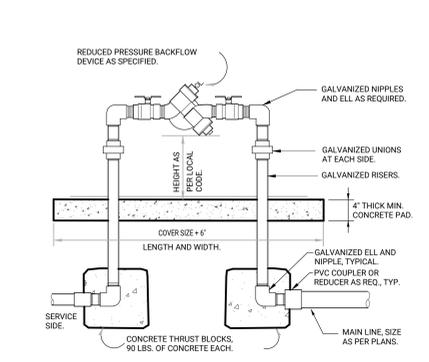 REDUCED PRESSURE BACKFLOW
DEVICE AS SPECIFIED.
GALVANIZED NIPPLES
AND ELL AS REQUIRED.
HEIGHT AS
PER LOCAL
CODE.
GALVANIZED UNIONS
AT EACH SIDE.
GALVANIZED RISERS.
4" THICK MIN.
CONCRETE PAD.
COVER SIZE + 6"
LENGTH AND WIDTH.
GALVANIZED ELL AND
NIPPLE, TYPICAL.
PVC COUPLER OR
REDUCER AS REQ., TYP.
SERVICE
SIDE.
MAIN LINE, SIZE
AS PER PLANS.
CONCRETE THRUST BLOCKS,
90 LBS. OF CONCRETE EACH.